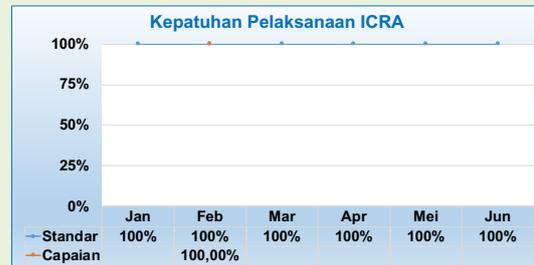 Kepatuhan Pelaksanaan ICRA
100%
75%
50%
25%
0%
Jan Feb Mar Apr Mei Jun
Standar 100% 100% 100% 100% 100% 100%
Capaian 100,00%